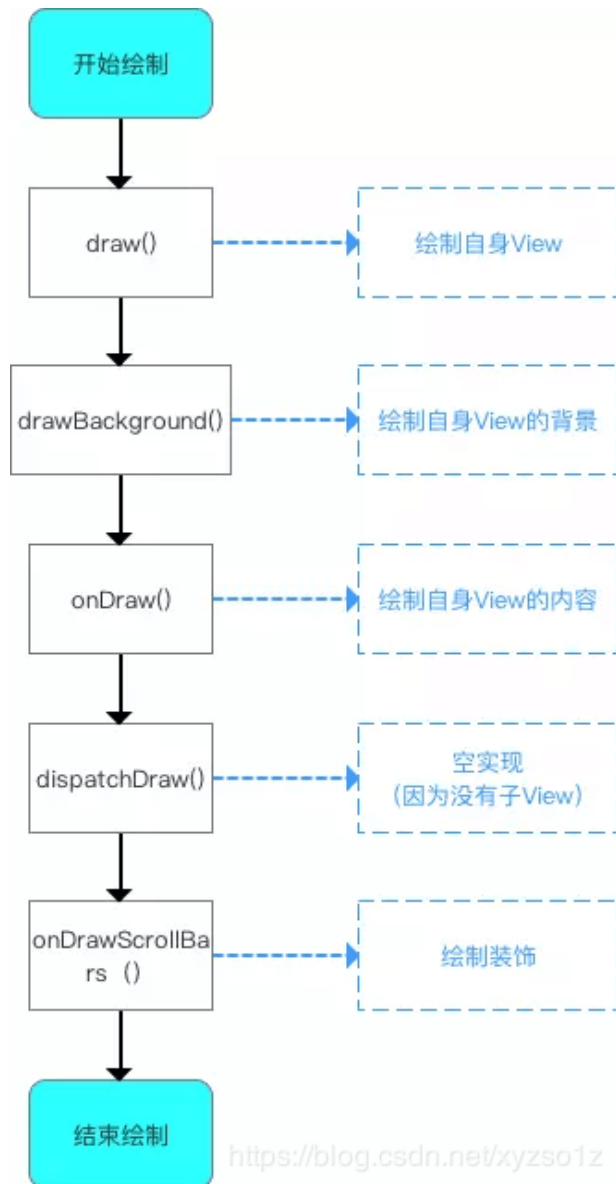 开始绘制
draw()
绘制自身View
drawBackground()
绘制自身View的背景
onDraw()
绘制自身View的内容
dispatchDraw()
空实现
（因为没有子View）
onDrawScrollBa
rs（）
绘制装饰
结束绘制
https://blog.csdn.net/xyzso1z